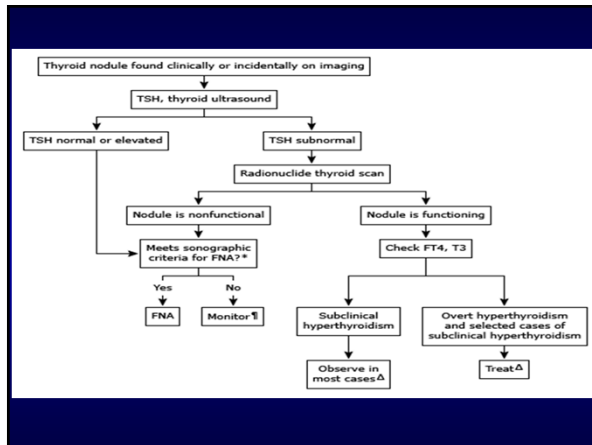 Thyroid nodule found clinically or incidentally on imaging
TSH, thyroid ultrasound
TSH normal or elevated
TSH subnormal
Radionuclide thyroid scan
Nodule is nonfunctional
Nodule is functioning
Meets sonographic
criteria for FNA?*
Check FT4, T3
Yes
No
FNA
Monitor¶
Subclinical
hyperthyroidism
Overt hyperthyroidism
and selected cases of
subclinical hyperthyroidism
Observe in
most casesΔ
TreatΔ